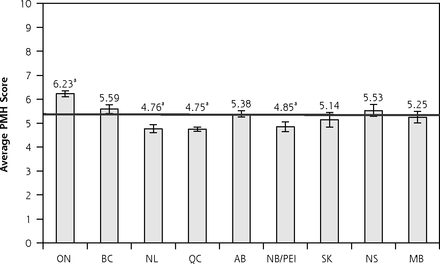 10
9
8
7
6
5
4
3
2
1
0
Average PMH Score
6.23ª
5.59
4.76ª
4.75ª
5.38
4.85ª
5.14
5.53
5.25
ON
BC
NL
QC
AB
NB/PEI
SK
NS
MB